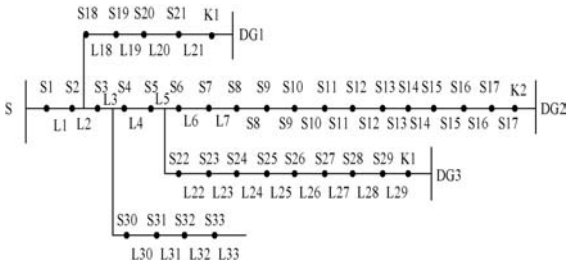 S18 S19 S20 S21 K1
DG1
L18 L19 L20 L21
S1 S2 S3 S4 S5 S6 S7 S8 S9 S10 S11 S12 S13 S14 S15 S16 S17 K2
L3 L5
S DG2
L1 L2 L4 L6 L7 S8 S9 S10 S11 S12 S13 S14 S15 S16 S17
S22 S23 S24 S25 S26 S27 S28 S29 K1
DG3
L22 L23 L24 L25 L26 L27 L28 L29
S30 S31 S32 S33
L30 L31 L32 L33